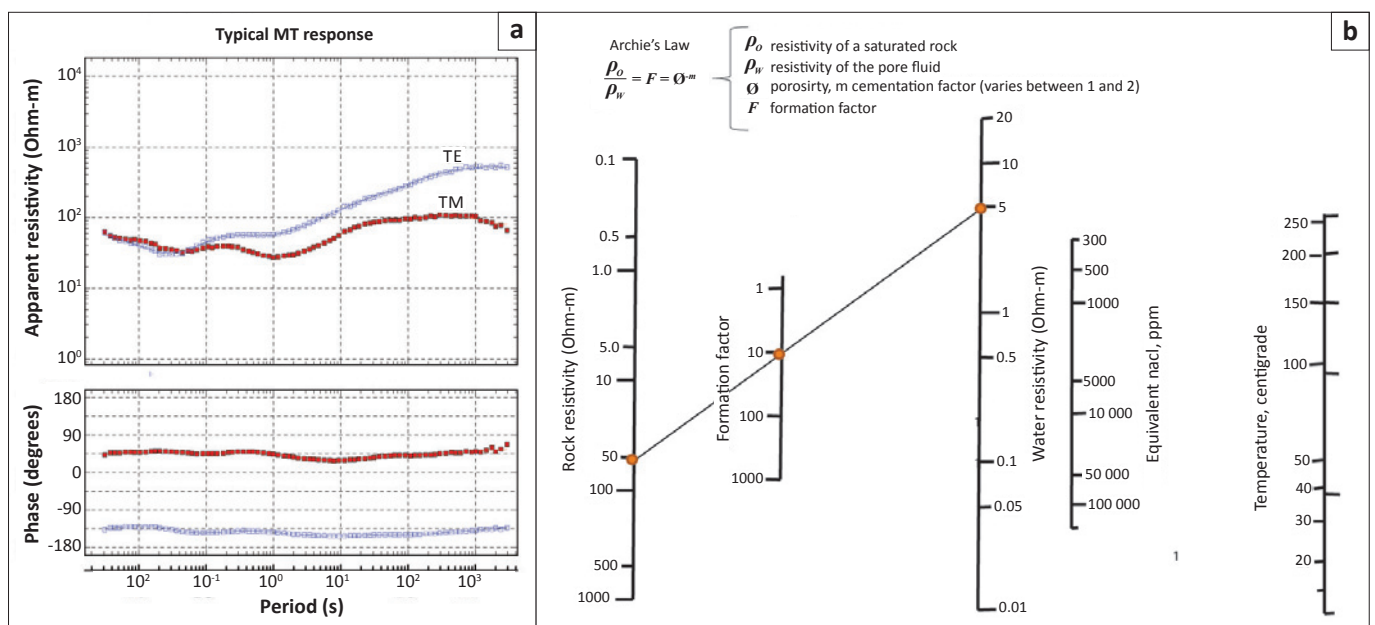 Typical MT response
a
Apparent resistivity (Ohm-m)
10⁴
10³
10²
10¹
10⁰
TE
TM
Phase (degrees)
180
90
0
-90
-180
10² 10⁻¹ 10⁰ 10¹ 10² 10³
Period (s)
b
Archie's Law
ρo
ρw
= F = Ø⁻ᵐ
ρo resistivity of a saturated rock
ρw resistivity of the pore fluid
Ø porosirty, m cementation factor (varies between 1 and 2)
F formation factor
Rock resistivity (Ohm-m)
0.1
0.5
1.0
5.0
10
50
100
500
1000
Formation factor
1
10
100
1000
Water resistivity (Ohm-m)
20
10
5
1
0.5
1
0.1
0.05
0.01
Equivalent nacl, ppm
300
500
1000
5000
10 000
50 000
100 000
1
Temperature, centigrade
250
200
150
100
50
40
30
20